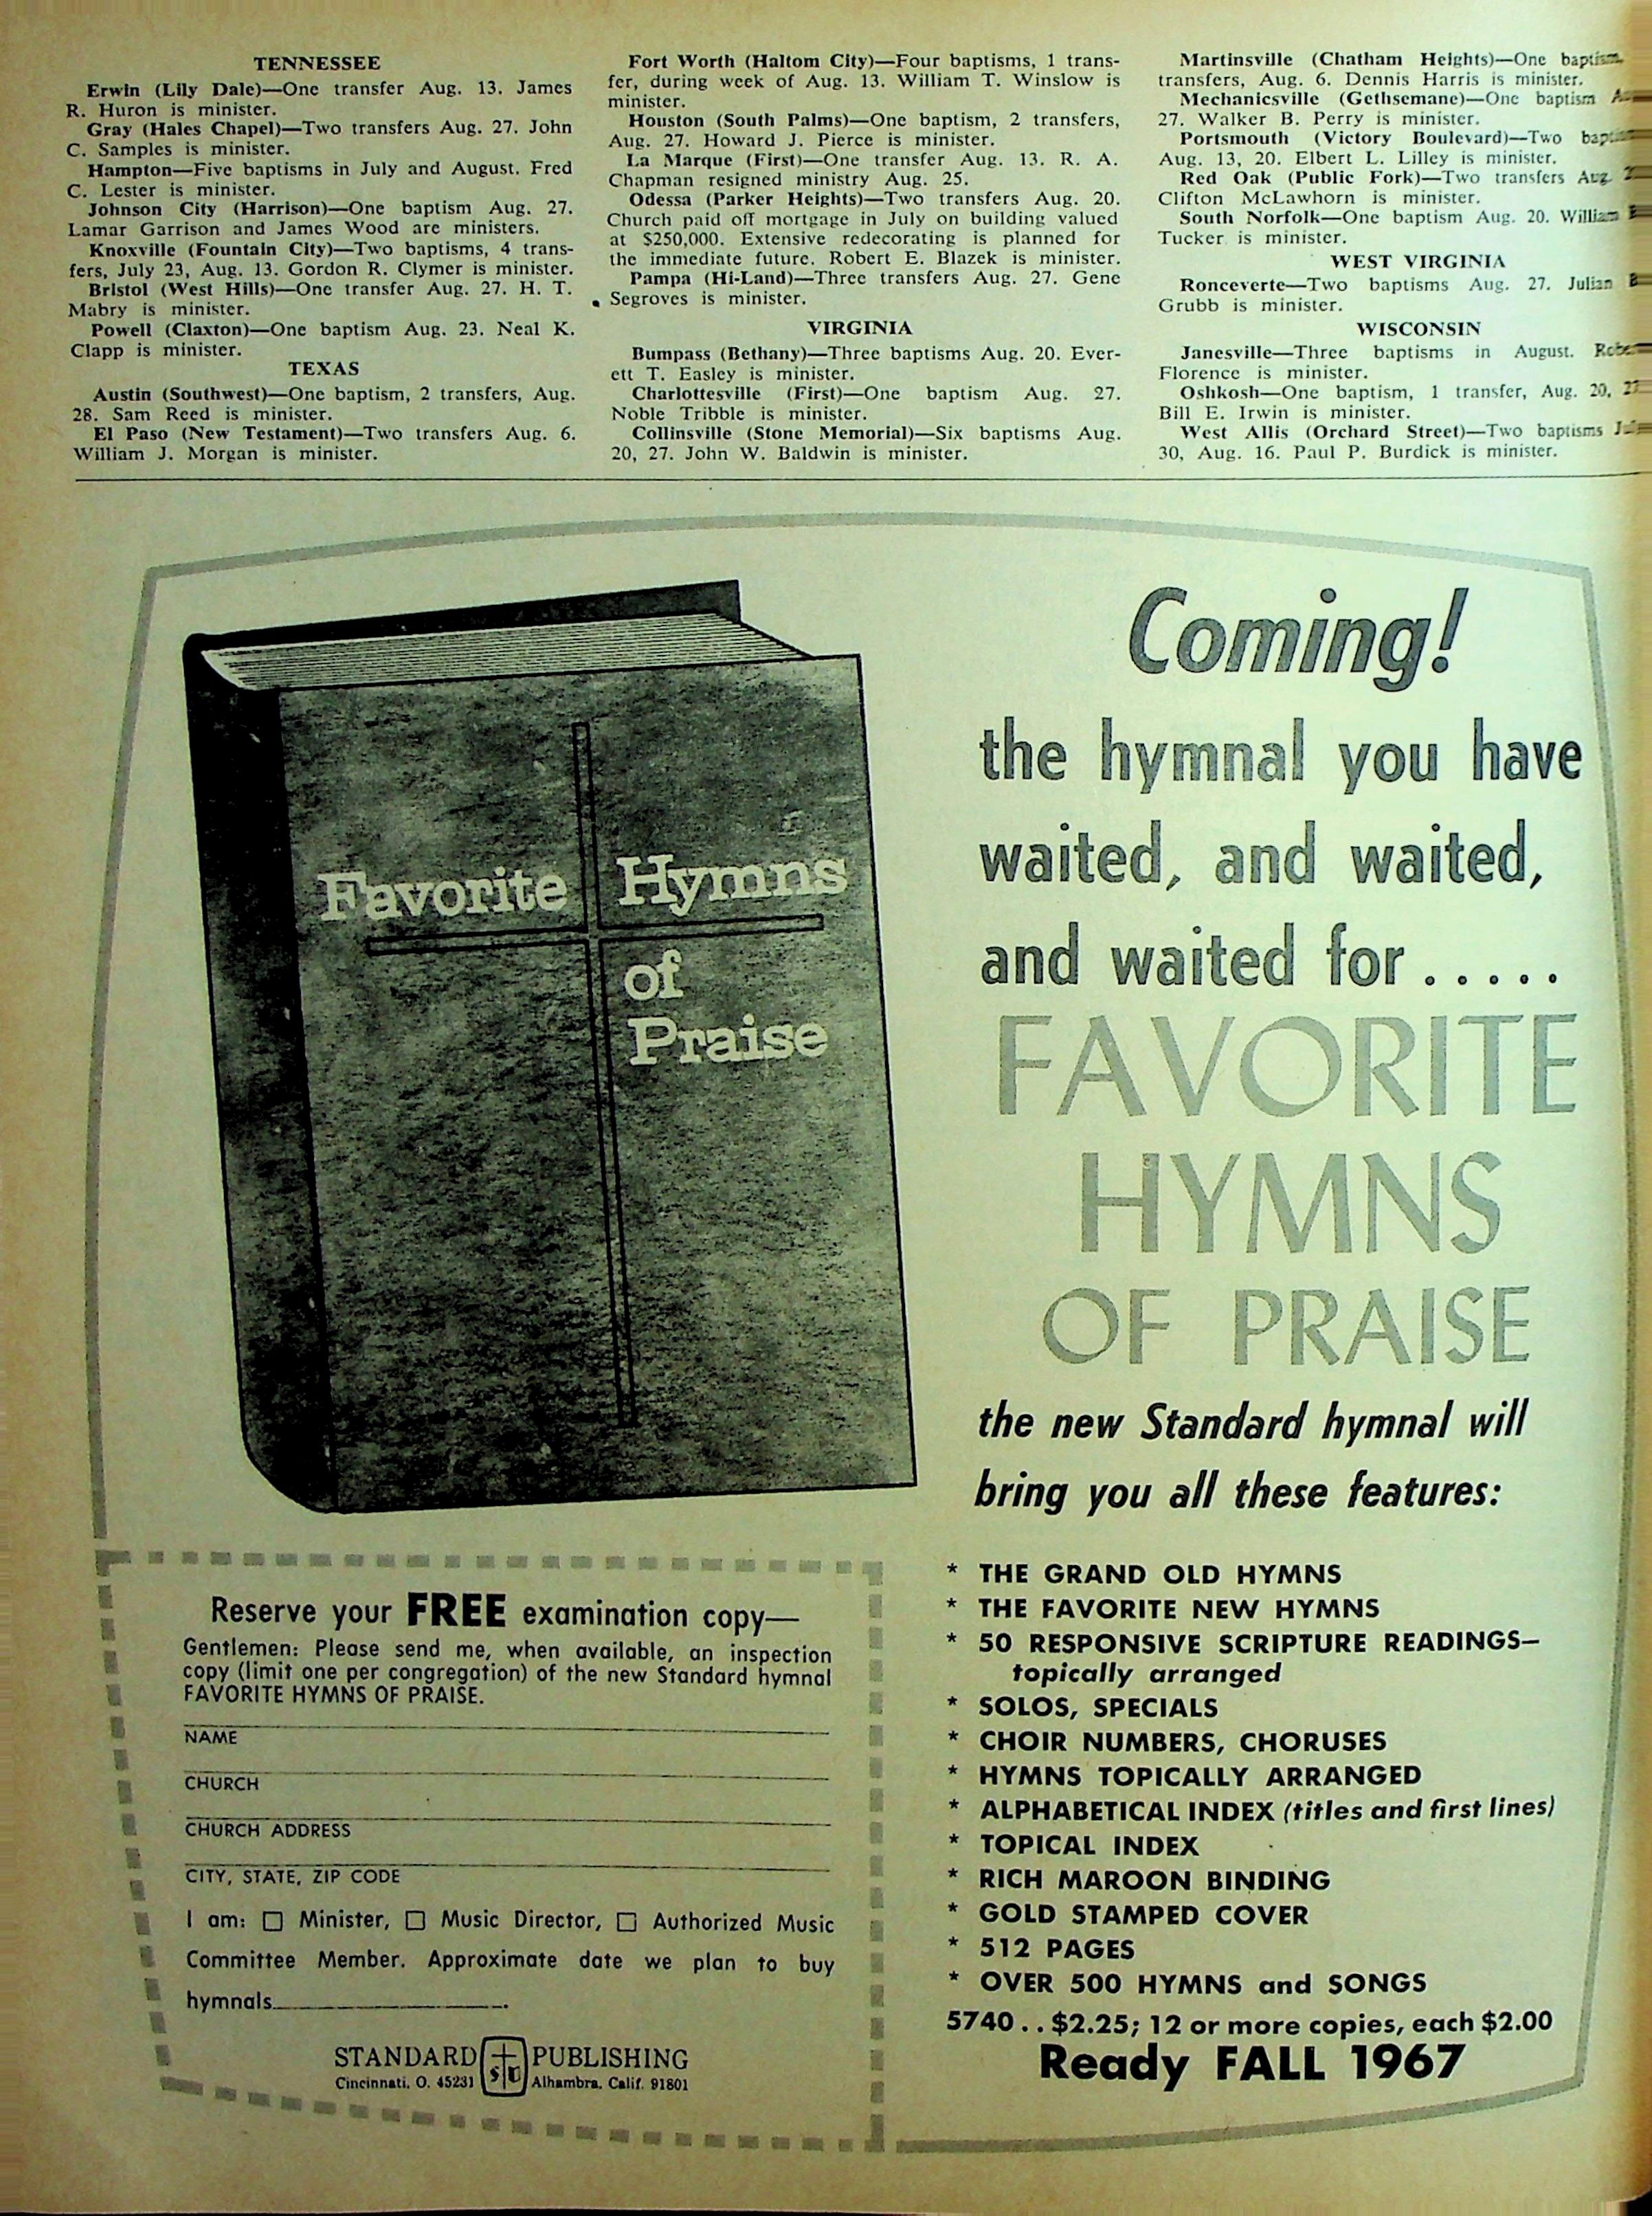 TENNESSEE
Erwin (Lily Dale)—One transfer Aug. 13. James
R. Huron is minister.
Gray (Hales Chapel)—Two transfers Aug. 27. John
C. Samples is minister.
Hampton—Five baptisms in July and August. Fred
C. Lester is minister.
Johnson City (Harrison)—One baptism Aug. 27.
Lamar Garrison and James Wood are ministers.
Knoxville (Fountain City)—Two baptisms, 4 trans-
fers, July 23, Aug. 13. Gordon R. Clymer is minister.
Bristol (West Hills)—One transfer Aug. 27. H. T.
Mabry is minister.
Powell (Claxton)—One baptism Aug. 23. Neal K.
Clapp is minister.
TEXAS
Austin (Southwest)—One baptism, 2 transfers, Aug.
28. Sam Reed is minister.
El Paso (New Testament)—Two transfers Aug. 6.
William J. Morgan is minister.
Fort Worth (Haltom City)—Four baptisms, 1 trans-
fer, during week of Aug. 13. William T. Winslow is
minister.
Houston (South Palms)—One baptism, 2 transfers,
Aug. 27. Howard J. Pierce is minister.
La Marque (First)—One transfer Aug. 13. R. A.
Chapman resigned ministry Aug. 25.
Odessa (Parker Heights)—Two transfers Aug. 20.
Church paid off mortgage in July on building valued
at $250,000. Extensive redecorating is planned for
the immediate future. Robert E. Blazek is minister.
Pampa (Hi-Land)—Three transfers Aug. 27. Gene
Segroves is minister.
VIRGINIA
Bumpass (Bethany)—Three baptisms Aug. 20. Ever-
ett T. Easley is minister.
Charlottesville (First)—One baptism Aug. 27.
Noble Tribble is minister.
Collinsville (Stone Memorial)—Six baptisms Aug.
20, 27. John W. Baldwin is minister.
Martinsville (Chatham Heights)—One
transfers, Aug. 6. Dennis Harris is minister.
Mechanicsville (Gethsemane)—One baptism
27. Walker B. Perry is minister.
Portsmouth (Victory Boulevard)—Two
Aug. 13, 20. Elbert L. Lilley is minister.
Red Oak (Public Fork)—Two transfers Aug.
Clifton McLawhorn is minister.
South Norfolk—One baptism Aug. 20. William
Tucker is minister.
WEST VIRGINIA
Ronceverte—Two baptisms Aug. 27. Julian
Grubb is minister.
WISCONSIN
Janesville—Three baptisms in August.
Florence is minister.
Oshkosh—One baptism, 1 transfer, Aug. 20, 27
Bill E. Irwin is minister.
West Allis (Orchard Street)—Two baptisms
30, Aug. 16. Paul P. Burdick is minister.
Favorite Hymns
of
Praise
Coming!
the hymnal you have
waited, and waited,
and waited for.....
FAVORITE
HYMNS
OF PRAISE
the new Standard hymnal will
bring you all these features:
* THE GRAND OLD HYMNS
* THE FAVORITE NEW HYMNS
* 50 RESPONSIVE SCRIPTURE READINGS—
topically arranged
* SOLOS, SPECIALS
* CHOIR NUMBERS, CHORUSES
* HYMNS TOPICALLY ARRANGED
* ALPHABETICAL INDEX (titles and first lines)
* TOPICAL INDEX
* RICH MAROON BINDING
* GOLD STAMPED COVER
* 512 PAGES
* OVER 500 HYMNS and SONGS
5740 . . $2.25; 12 or more copies, each $2.00
Ready FALL 1967
Reserve your FREE examination copy—
Gentlemen: Please send me, when available, an inspection
copy (limit one per congregation) of the new Standard hymnal
FAVORITE HYMNS OF PRAISE.
NAME
CHURCH
CHURCH ADDRESS
CITY, STATE, ZIP CODE
I am: ☐ Minister, ☐ Music Director, ☐ Authorized Music
Committee Member. Approximate date we plan to buy
hymnals.
STANDARD PUBLISHING
Cincinnati, O. 45231 Alhambra, Calif. 91801